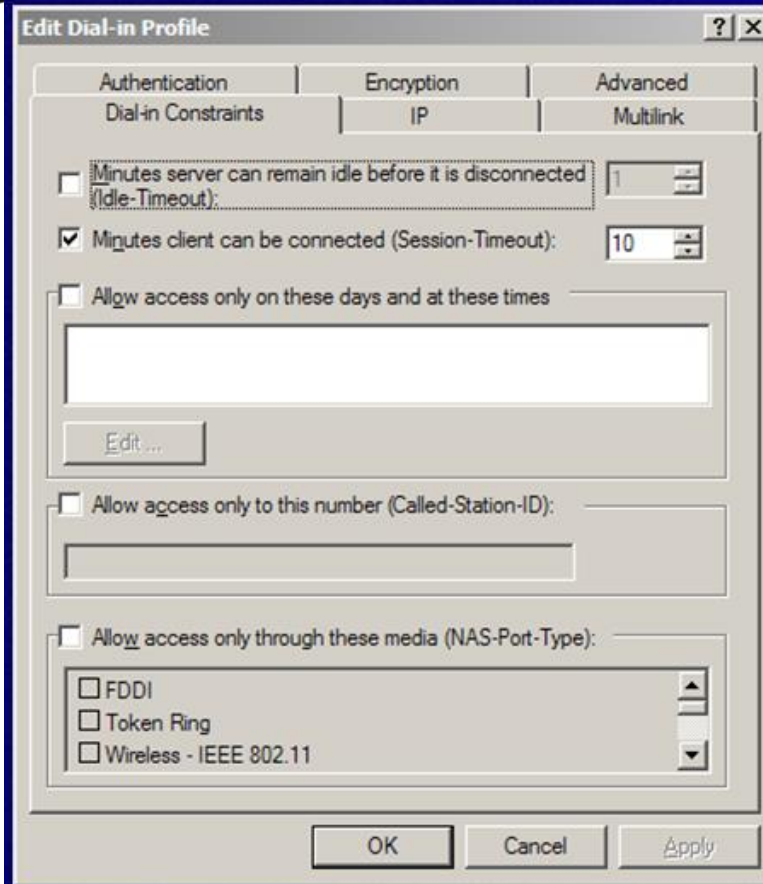 Edit Dial-in Profile
Authentication Encryption Advanced
Dial-in Constraints IP Multilink
Minutes server can remain idle before it is disconnected
(Idle-Timeout): 1
Minutes client can be connected (Session-Timeout): 10
Allow access only on these days and at these times
Edit ...
Allow access only to this number (Called-Station-ID):
Allow access only through these media (NAS-Port-Type):
FDDI
Token Ring
Wireless - IEEE 802.11
OK Cancel Apply